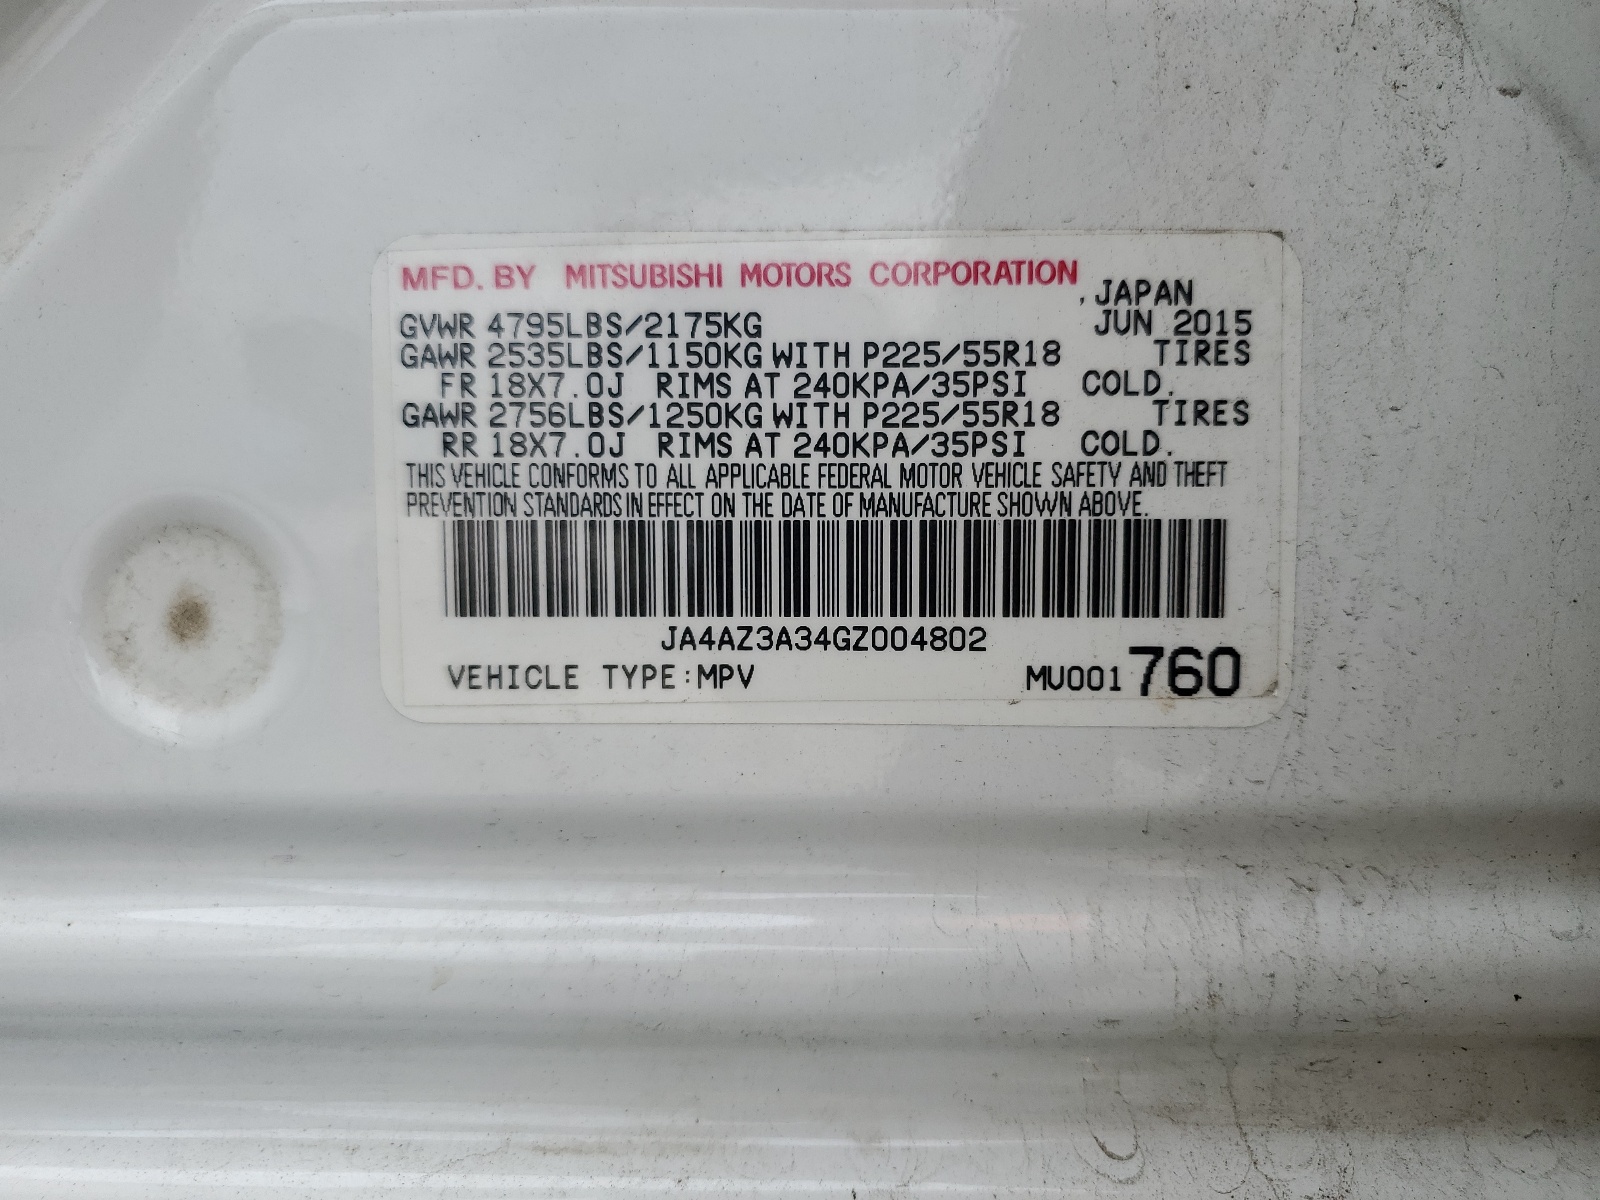 MFD. BY MITSUBISHI MOTORS CORPORATION
, JAPAN
GVWR 4795LBS/2175KG JUN 2015
GAWR 2535LBS/1150KG WITH P225/55R18 TIRES
FR 18X7.0J RIMS AT 240KPA/35PSI COLD.
GAWR 2756LBS/1250KG WITH P225/55R18 TIRES
RR 18X7.0J RIMS AT 240KPA/35PSI COLD.
THIS VEHICLE CONFORMS TO ALL APPLICABLE FEDERAL MOTOR VEHICLE SAFETY AND THEFT
PREVENTION STANDARDS IN EFFECT ON THE DATE OF MANUFACTURE SHOWN ABOVE.
JA4AZ3A34GZ004802
VEHICLE TYPE:MPV MU001 760